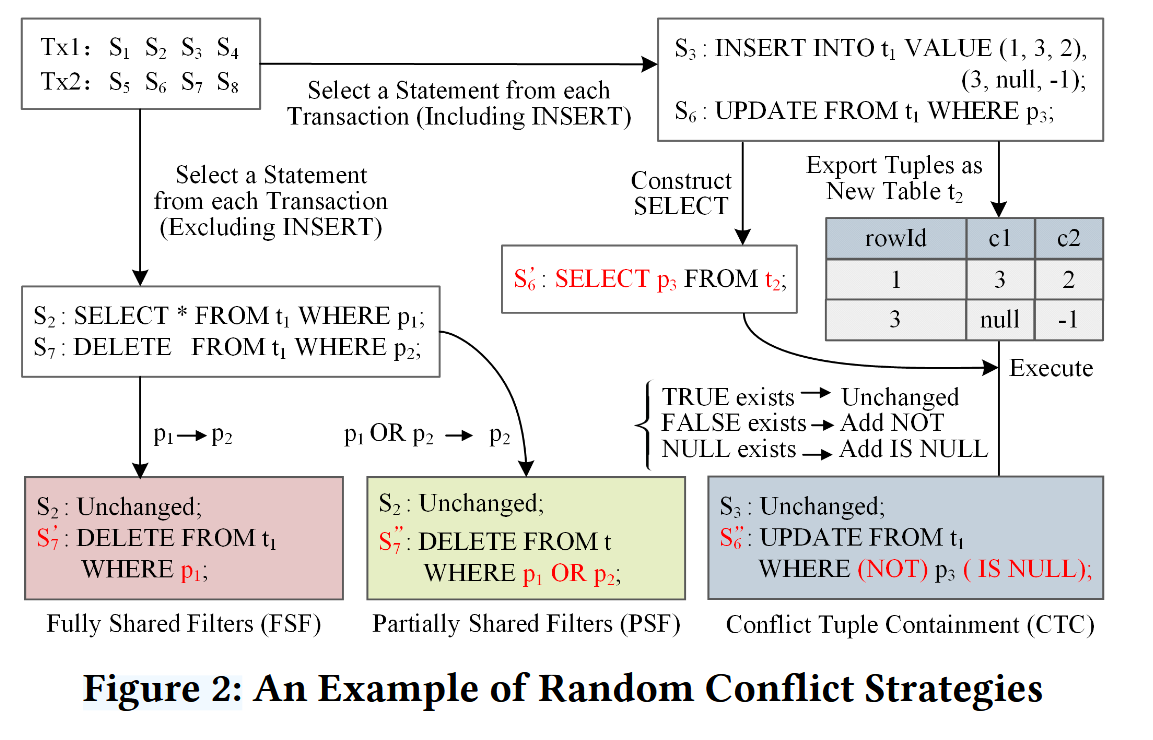 Tx1: S₁ S₂ S₃ S₄
Tx2: S₅ S₆ S₇ S₈
Select a Statement from each
Transaction (Including INSERT)
S₃ : INSERT INTO t₁ VALUE (1, 3, 2),
(3, null, -1);
S₆ : UPDATE FROM t₁ WHERE p₃;
Select a Statement
from each Transaction
(Excluding INSERT)
Construct
SELECT
Export Tuples as
New Table t₂
S₆' : SELECT p₃ FROM t₂;
rowId c1 c2
1 3 2
3 null -1
S₂ : SELECT * FROM t₁ WHERE p₁;
S₇ : DELETE FROM t₁ WHERE p₂;
Execute
TRUE exists → Unchanged
FALSE exists → Add NOT
NULL exists → Add IS NULL
p₁ → p₂
p₁ OR p₂ → p₂
S₂ : Unchanged;
S₇' : DELETE FROM t₁
WHERE p₁;
Fully Shared Filters (FSF)
S₂ : Unchanged;
S₇'' : DELETE FROM t
WHERE p₁ OR p₂;
Partially Shared Filters (PSF)
S₃ : Unchanged;
S₆'' : UPDATE FROM t₁
WHERE (NOT) p₃ ( IS NULL);
Conflict Tuple Containment (CTC)
Figure 2: An Example of Random Conflict Strategies